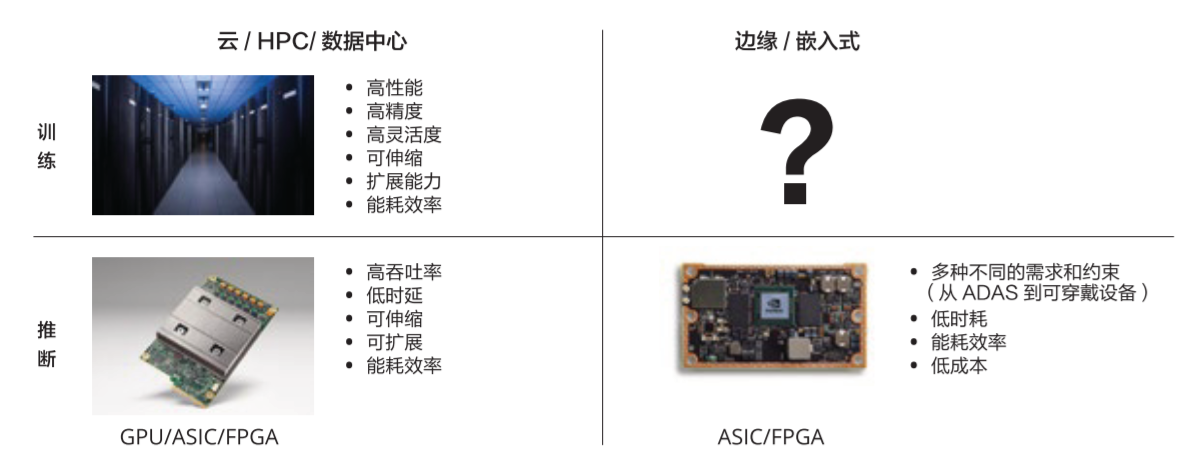 云 / HPC/ 数据中心
边缘 / 嵌入式
训
练
• 高性能
• 高精度
• 高灵活度
• 可伸缩
• 扩展能力
• 能耗效率
?
推
断
• 高吞吐率
• 低时延
• 可伸缩
• 可扩展
• 能耗效率
GPU/ASIC/FPGA
• 多种不同的需求和约束
（从 ADAS 到可穿戴设备）
• 低时耗
• 能耗效率
• 低成本
ASIC/FPGA